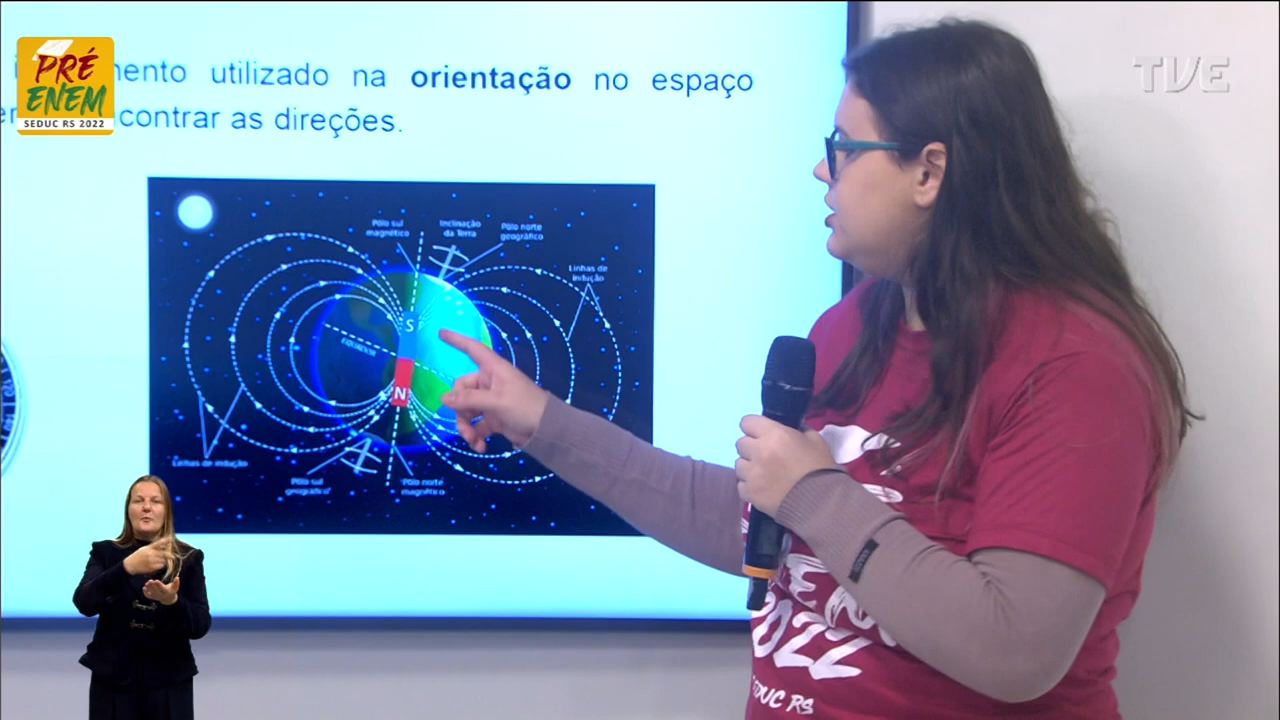 PRÉ
ENEM
SEDUC RS 2022
mento utilizado na orientação no espaço
contrar as direções.
TVE
Pólo sul
magnético
Inclinação
da Terra
Pólo norte
geográfico
Linhas de
indução
S
EQUADOR
N
Linhas de indução
Pólo sul
geográfico
Pólo norte
magnético
120
2022
SEDUC RS